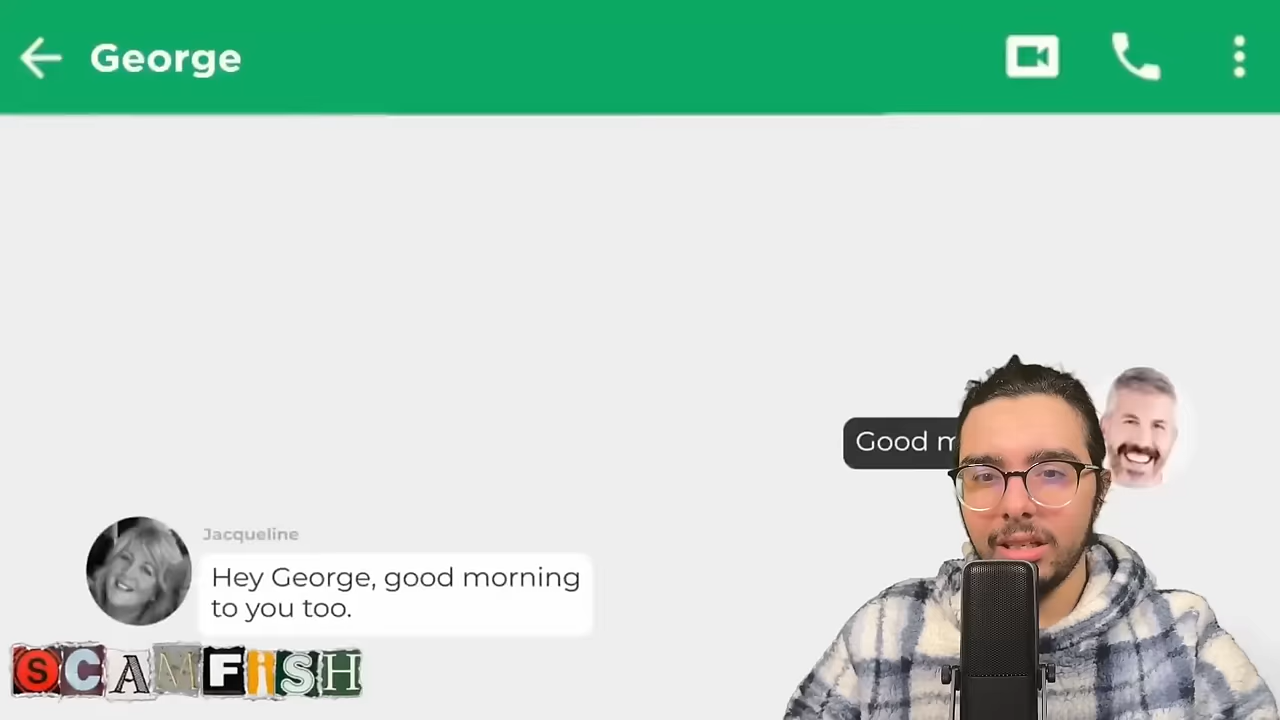 George
Good
Jacqueline
Hey George, good morning
to you too.
SCAMFISH